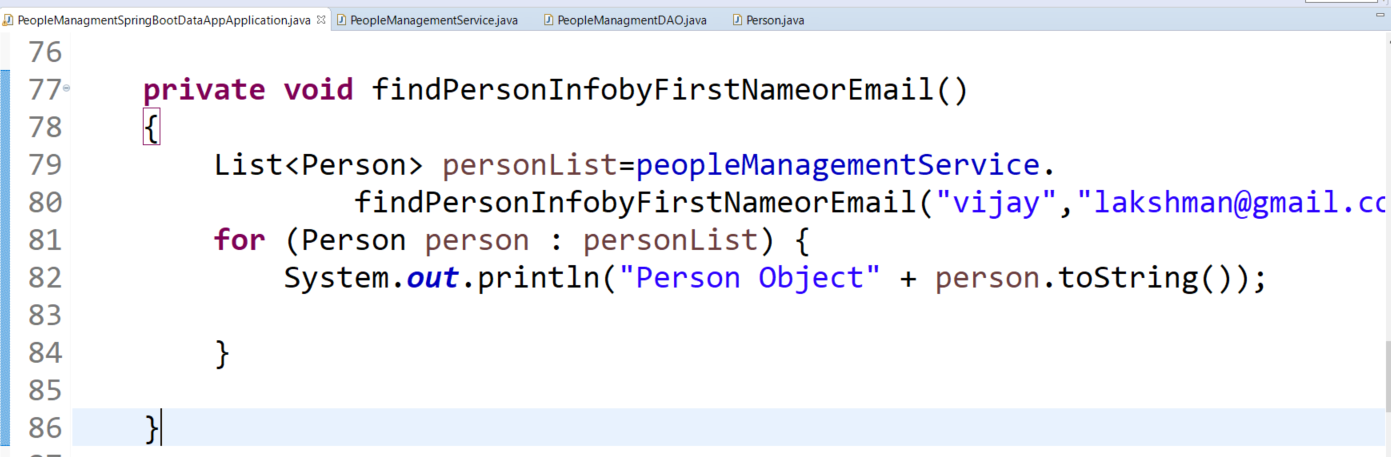 PeopleManagmentSpringBootDataAppApplication.java PeopleManagementService.java PeopleManagmentDAO.java Person.java
76
77 private void findPersonInfobyFirstNameorEmail()
78 {
79 List<Person> personList=peopleManagementService.
80 findPersonInfobyFirstNameorEmail("vijay","lakshman@gmail.co
81 for (Person person : personList) {
82 System.out.println("Person Object" + person.toString());
83
84 }
85
86 }